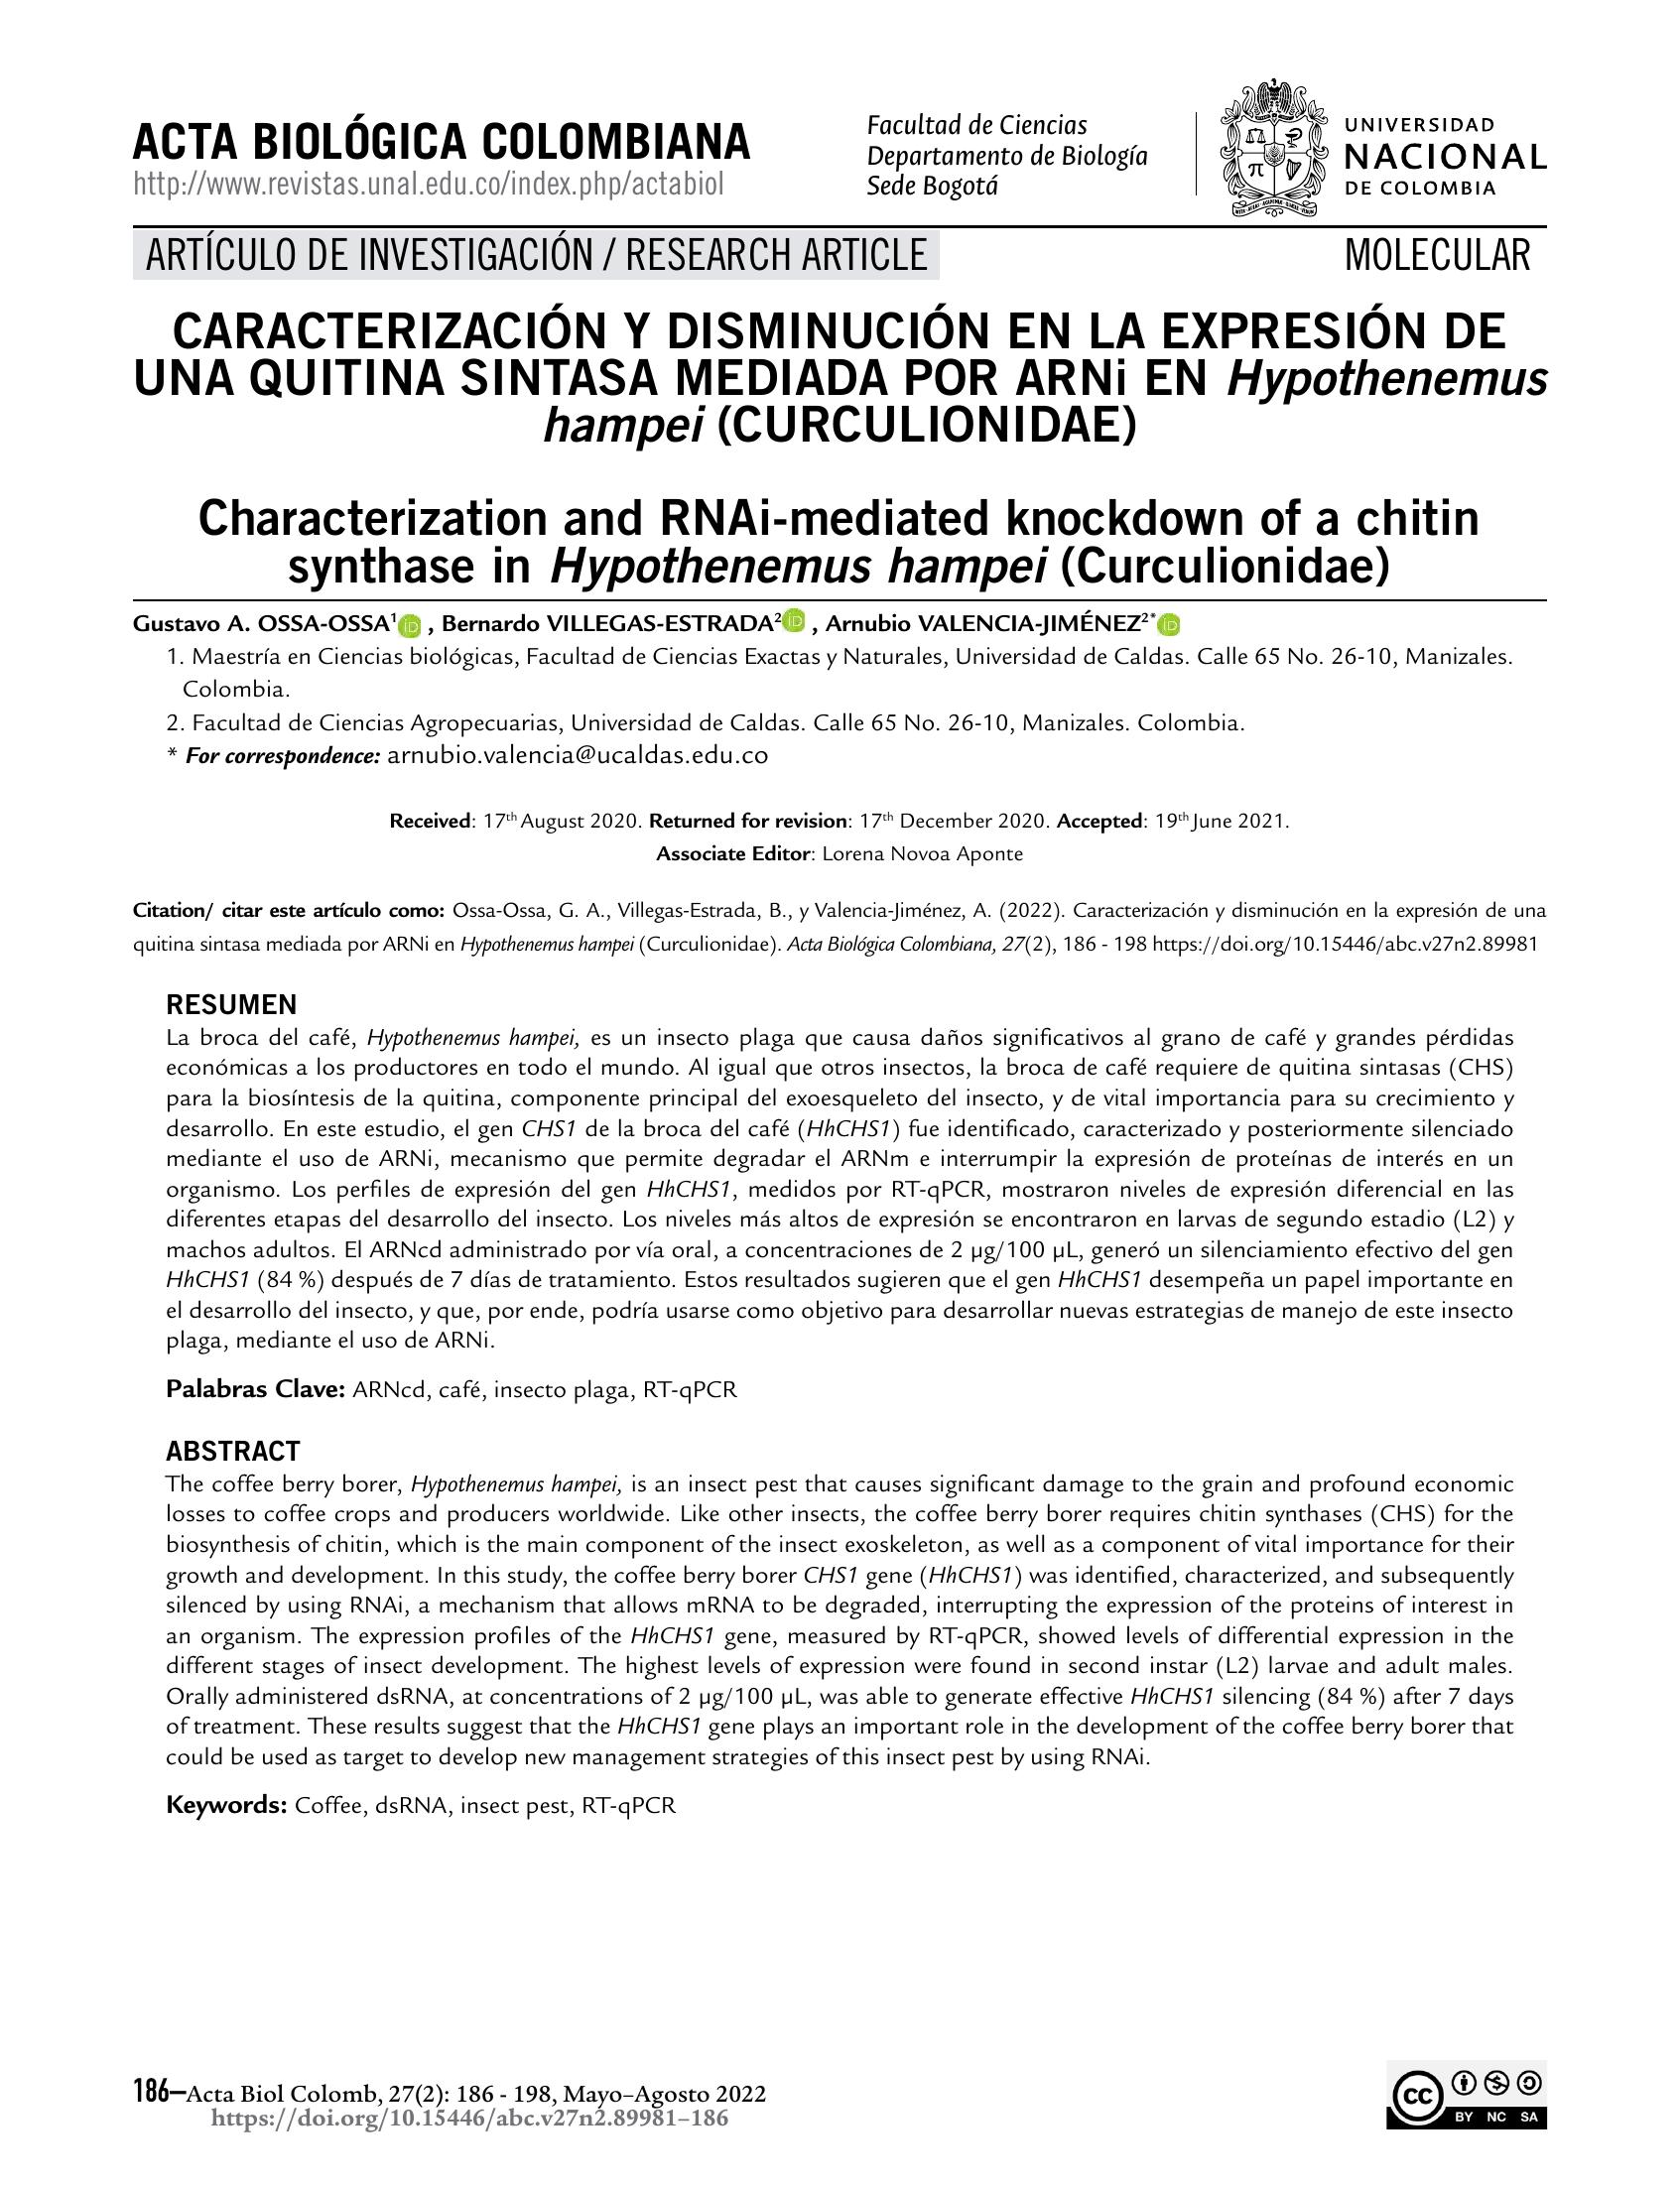 ACTA BIOLÓGICA COLOMBIANA
http://www.revistas.unal.edu.co/index.php/actabiol
Facultad de Ciencias
Departamento de Biología
Sede Bogotá
UNIVERSIDAD
NACIONAL
DE COLOMBIA
ARTÍCULO DE INVESTIGACIÓN / RESEARCH ARTICLE
MOLECULAR
CARACTERIZACIÓN Y DISMINUCIÓN EN LA EXPRESIÓN DE
UNA QUITINA SINTASA MEDIADA POR ARNi EN Hypothenemus
hampei (CURCULIONIDAE)
Characterization and RNAi-mediated knockdown of a chitin
synthase in Hypothenemus hampei (Curculionidae)
Gustavo A. OSSA-OSSA¹ iD , Bernardo VILLEGAS-ESTRADA² iD , Arnubio VALENCIA-JIMÉNEZ²* iD
1. Maestría en Ciencias biológicas, Facultad de Ciencias Exactas y Naturales, Universidad de Caldas. Calle 65 No. 26-10, Manizales.
Colombia.
2. Facultad de Ciencias Agropecuarias, Universidad de Caldas. Calle 65 No. 26-10, Manizales. Colombia.
* For correspondence: arnubio.valencia@ucaldas.edu.co
Received: 17th August 2020. Returned for revision: 17th December 2020. Accepted: 19th June 2021.
Associate Editor: Lorena Novoa Aponte
Citation/ citar este artículo como: Ossa-Ossa, G. A., Villegas-Estrada, B., y Valencia-Jiménez, A. (2022). Caracterización y disminución en la expresión de una
quitina sintasa mediada por ARNi en Hypothenemus hampei (Curculionidae). Acta Biológica Colombiana, 27(2), 186 - 198 https://doi.org/10.15446/abc.v27n2.89981
RESUMEN
La broca del café, Hypothenemus hampei, es un insecto plaga que causa daños significativos al grano de café y grandes pérdidas
económicas a los productores en todo el mundo. Al igual que otros insectos, la broca de café requiere de quitina sintasas (CHS)
para la biosíntesis de la quitina, componente principal del exoesqueleto del insecto, y de vital importancia para su crecimiento y
desarrollo. En este estudio, el gen CHS1 de la broca del café (HhCHS1) fue identificado, caracterizado y posteriormente silenciado
mediante el uso de ARNi, mecanismo que permite degradar el ARNm e interrumpir la expresión de proteínas de interés en un
organismo. Los perfiles de expresión del gen HhCHS1, medidos por RT-qPCR, mostraron niveles de expresión diferencial en las
diferentes etapas del desarrollo del insecto. Los niveles más altos de expresión se encontraron en larvas de segundo estadio (L2) y
machos adultos. El ARNcd administrado por vía oral, a concentraciones de 2 µg/100 µL, generó un silenciamiento efectivo del gen
HhCHS1 (84 %) después de 7 días de tratamiento. Estos resultados sugieren que el gen HhCHS1 desempeña un papel importante en
el desarrollo del insecto, y que, por ende, podría usarse como objetivo para desarrollar nuevas estrategias de manejo de este insecto
plaga, mediante el uso de ARNi.
Palabras Clave: ARNcd, café, insecto plaga, RT-qPCR
ABSTRACT
The coffee berry borer, Hypothenemus hampei, is an insect pest that causes significant damage to the grain and profound economic
losses to coffee crops and producers worldwide. Like other insects, the coffee berry borer requires chitin synthases (CHS) for the
biosynthesis of chitin, which is the main component of the insect exoskeleton, as well as a component of vital importance for their
growth and development. In this study, the coffee berry borer CHS1 gene (HhCHS1) was identified, characterized, and subsequently
silenced by using RNAi, a mechanism that allows mRNA to be degraded, interrupting the expression of the proteins of interest in
an organism. The expression profiles of the HhCHS1 gene, measured by RT-qPCR, showed levels of differential expression in the
different stages of insect development. The highest levels of expression were found in second instar (L2) larvae and adult males.
Orally administered dsRNA, at concentrations of 2 µg/100 µL, was able to generate effective HhCHS1 silencing (84 %) after 7 days
of treatment. These results suggest that the HhCHS1 gene plays an important role in the development of the coffee berry borer that
could be used as target to develop new management strategies of this insect pest by using RNAi.
Keywords: Coffee, dsRNA, insect pest, RT-qPCR
186–Acta Biol Colomb, 27(2): 186 - 198, Mayo–Agosto 2022
https://doi.org/10.15446/abc.v27n2.89981–186
cc
BY NC SA